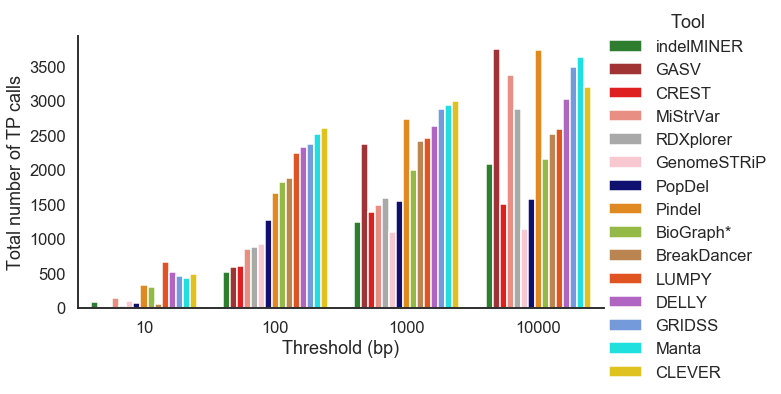 Tool
indelMINER
GASV
CREST
MiStrVar
RDXplorer
GenomeSTRiP
PopDel
Pindel
BioGraph*
BreakDancer
LUMPY
DELLY
GRIDSS
Manta
CLEVER
Total number of TP calls
3500
3000
2500
2000
1500
1000
500
0
10 100 1000 10000
Threshold (bp)